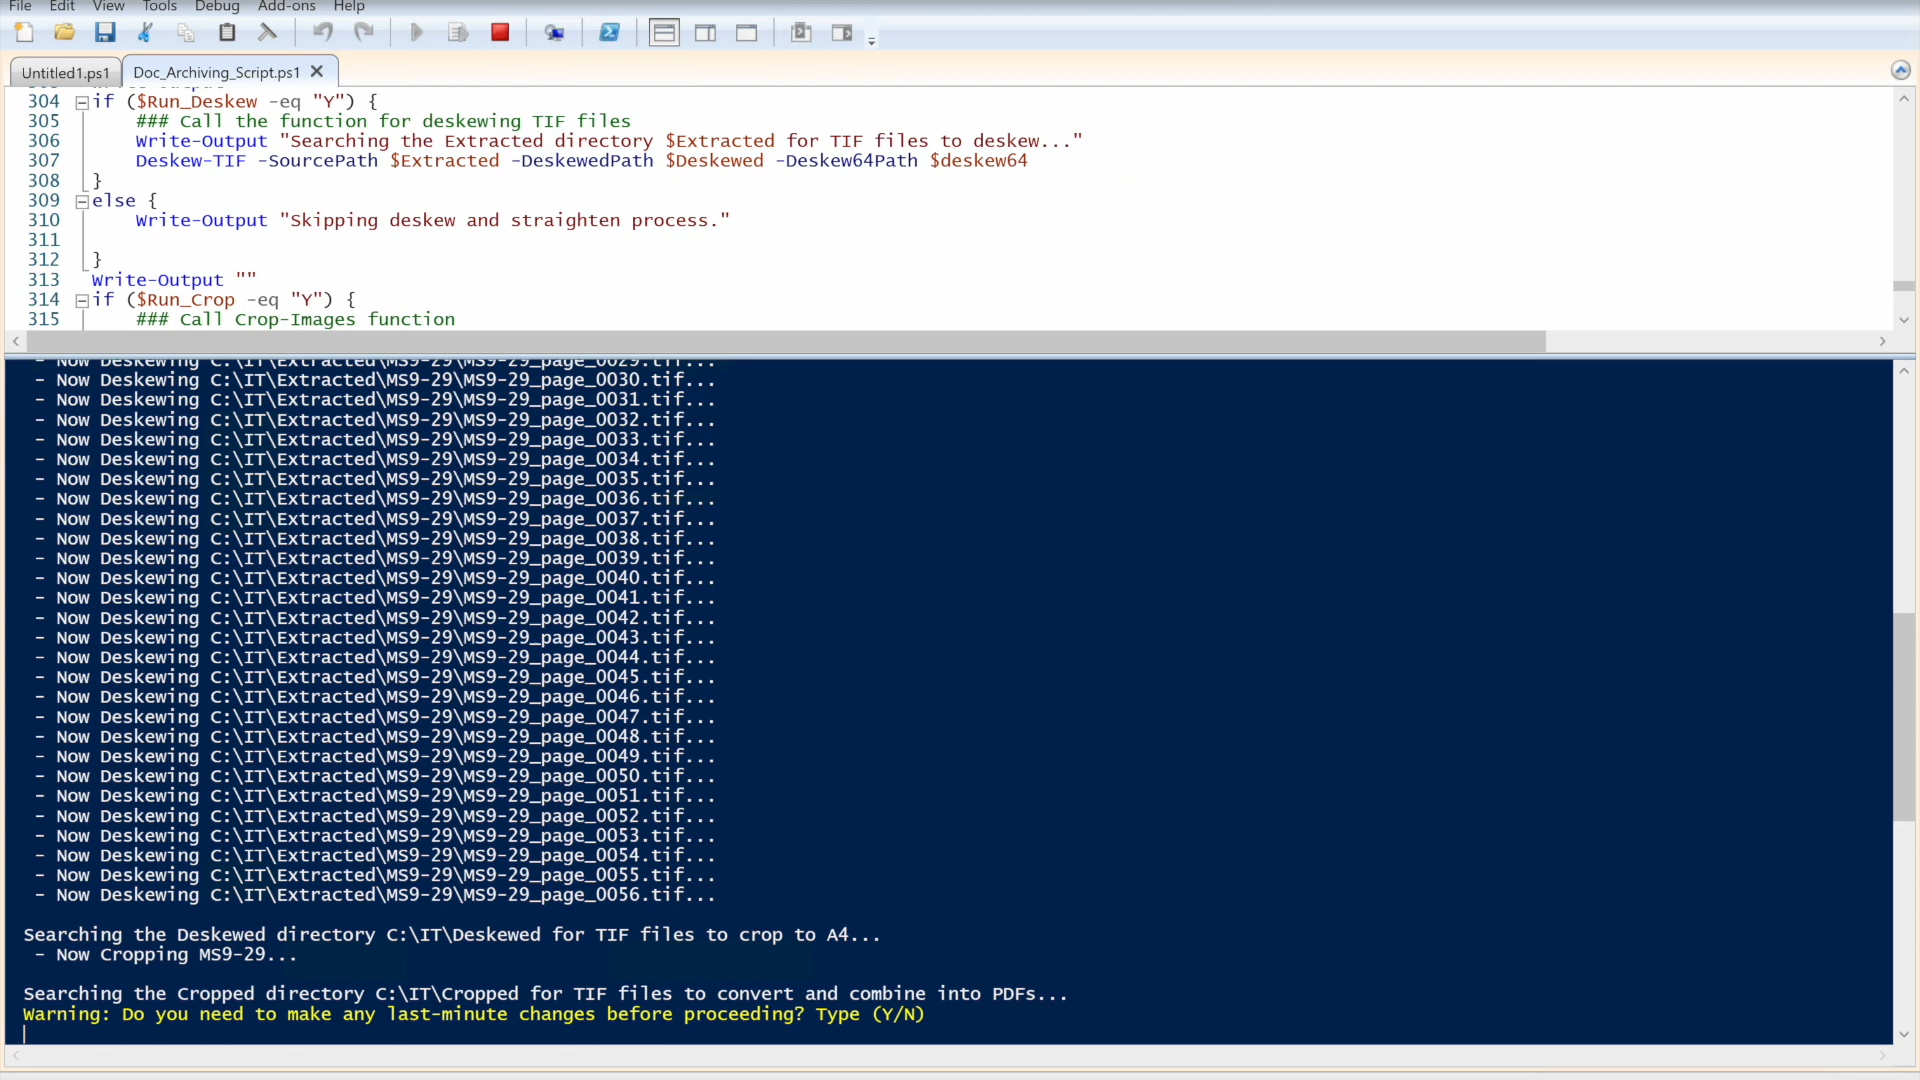 File Edit View Tools Debug Add-ons Help
Untitled1.ps1 Doc_Archiving_Script.ps1
304 if ($Run_Deskew -eq "Y") {
305 ### Call the function for deskewing TIF files
306 Write-Output "Searching the Extracted directory $Extracted for TIF files to deskew..."
307 Deskew-TIF -SourcePath $Extracted -DeskewedPath $Deskewed -Deskew64Path $deskew64
308 }
309 else {
310 Write-Output "Skipping deskew and straighten process."
311
312 }
313 Write-Output ""
314 if ($Run_Crop -eq "Y") {
315 ### Call Crop-Images function
- Now Deskewing C:\IT\Extracted\MS9-29\MS9-29_page_0029.tif...
- Now Deskewing C:\IT\Extracted\MS9-29\MS9-29_page_0030.tif...
- Now Deskewing C:\IT\Extracted\MS9-29\MS9-29_page_0031.tif...
- Now Deskewing C:\IT\Extracted\MS9-29\MS9-29_page_0032.tif...
- Now Deskewing C:\IT\Extracted\MS9-29\MS9-29_page_0033.tif...
- Now Deskewing C:\IT\Extracted\MS9-29\MS9-29_page_0034.tif...
- Now Deskewing C:\IT\Extracted\MS9-29\MS9-29_page_0035.tif...
- Now Deskewing C:\IT\Extracted\MS9-29\MS9-29_page_0036.tif...
- Now Deskewing C:\IT\Extracted\MS9-29\MS9-29_page_0037.tif...
- Now Deskewing C:\IT\Extracted\MS9-29\MS9-29_page_0038.tif...
- Now Deskewing C:\IT\Extracted\MS9-29\MS9-29_page_0039.tif...
- Now Deskewing C:\IT\Extracted\MS9-29\MS9-29_page_0040.tif...
- Now Deskewing C:\IT\Extracted\MS9-29\MS9-29_page_0041.tif...
- Now Deskewing C:\IT\Extracted\MS9-29\MS9-29_page_0042.tif...
- Now Deskewing C:\IT\Extracted\MS9-29\MS9-29_page_0043.tif...
- Now Deskewing C:\IT\Extracted\MS9-29\MS9-29_page_0044.tif...
- Now Deskewing C:\IT\Extracted\MS9-29\MS9-29_page_0045.tif...
- Now Deskewing C:\IT\Extracted\MS9-29\MS9-29_page_0046.tif...
- Now Deskewing C:\IT\Extracted\MS9-29\MS9-29_page_0047.tif...
- Now Deskewing C:\IT\Extracted\MS9-29\MS9-29_page_0048.tif...
- Now Deskewing C:\IT\Extracted\MS9-29\MS9-29_page_0049.tif...
- Now Deskewing C:\IT\Extracted\MS9-29\MS9-29_page_0050.tif...
- Now Deskewing C:\IT\Extracted\MS9-29\MS9-29_page_0051.tif...
- Now Deskewing C:\IT\Extracted\MS9-29\MS9-29_page_0052.tif...
- Now Deskewing C:\IT\Extracted\MS9-29\MS9-29_page_0053.tif...
- Now Deskewing C:\IT\Extracted\MS9-29\MS9-29_page_0054.tif...
- Now Deskewing C:\IT\Extracted\MS9-29\MS9-29_page_0055.tif...
- Now Deskewing C:\IT\Extracted\MS9-29\MS9-29_page_0056.tif...
Searching the Deskewed directory C:\IT\Deskewed for TIF files to crop to A4...
- Now Cropping MS9-29...
Searching the Cropped directory C:\IT\Cropped for TIF files to convert and combine into PDFs...
Warning: Do you need to make any last-minute changes before proceeding? Type (Y/N)